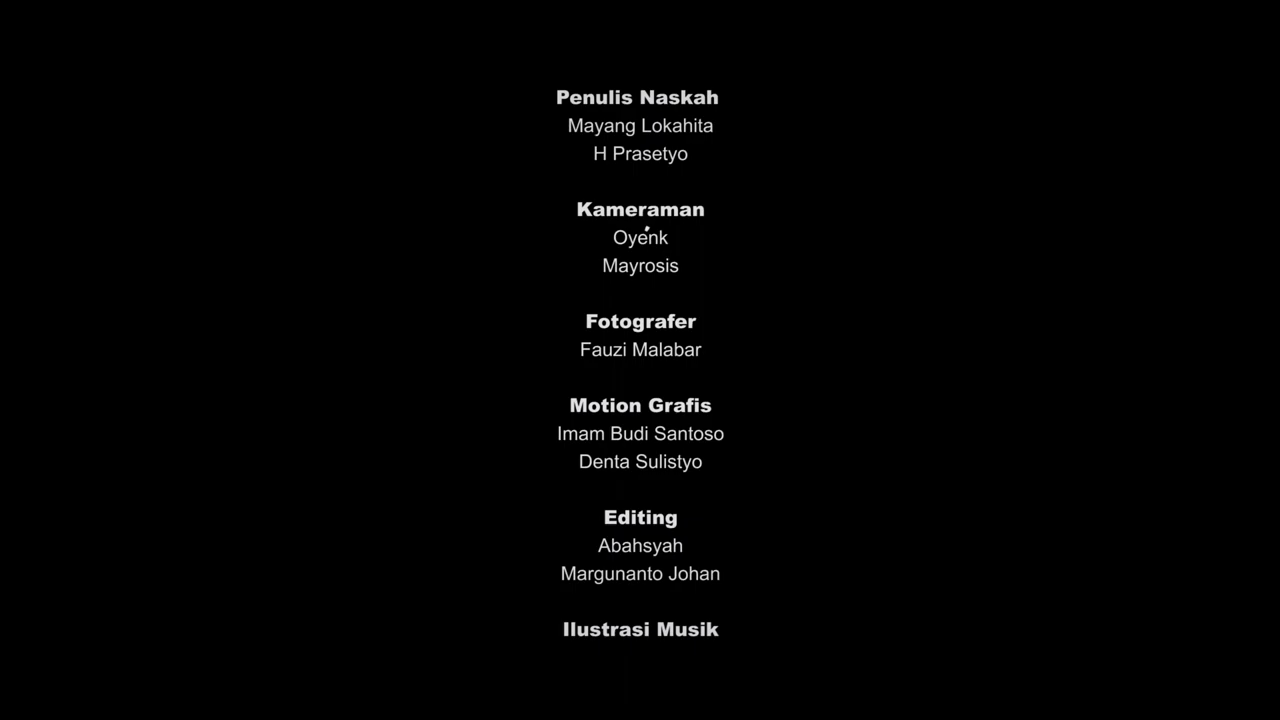 Penulis Naskah
Mayang Lokahita
H Prasetyo
Kameraman
Oyenk
Mayrosis
Fotografer
Fauzi Malabar
Motion Grafis
Imam Budi Santoso
Denta Sulistyo
Editing
Abahsyah
Margunanto Johan
Ilustrasi Musik